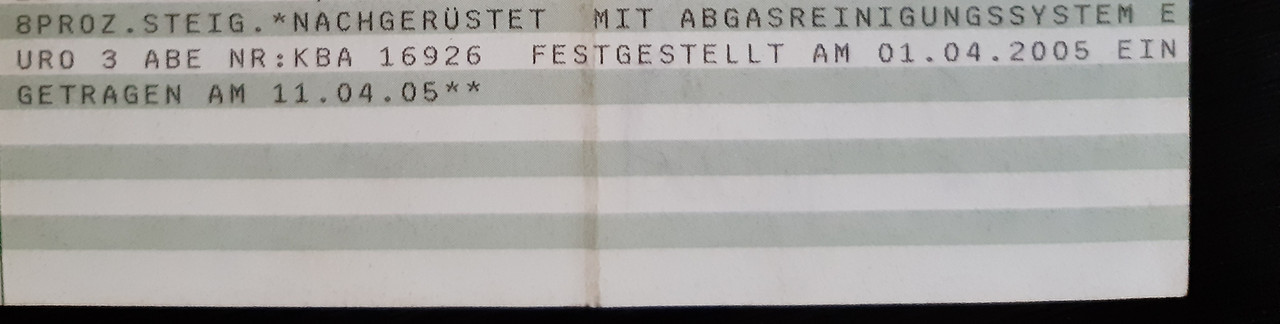 8PROZ.STEIG.*NACHGERÜSTET MIT ABGASREINIGUNGSSYSTEM E
URO 3 ABE NR:KBA 16926 FESTGESTELLT AM 01.04.2005 EIN
GETRAGEN AM 11.04.05**